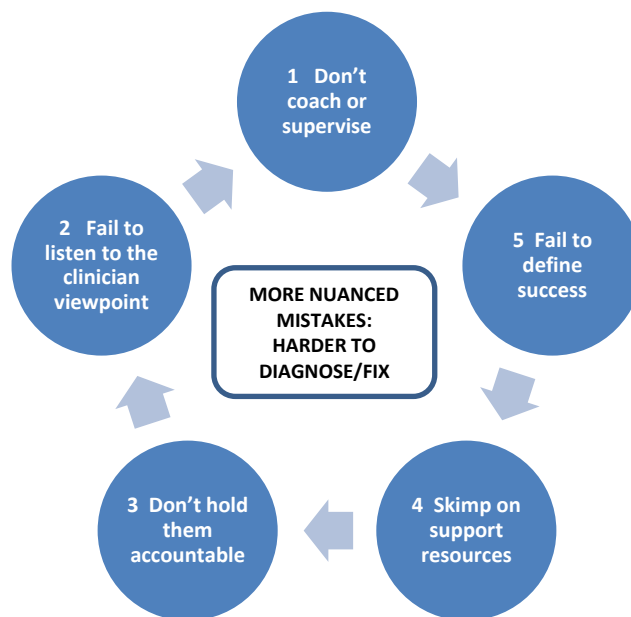 1   Don't
coach or
supervise
2   Fail to
listen to the
clinician
viewpoint
5  Fail to
define
success
MORE NUANCED
MISTAKES:
HARDER TO
DIAGNOSE/FIX
3  Don't hold
them
accountable
4  Skimp on
support
resources